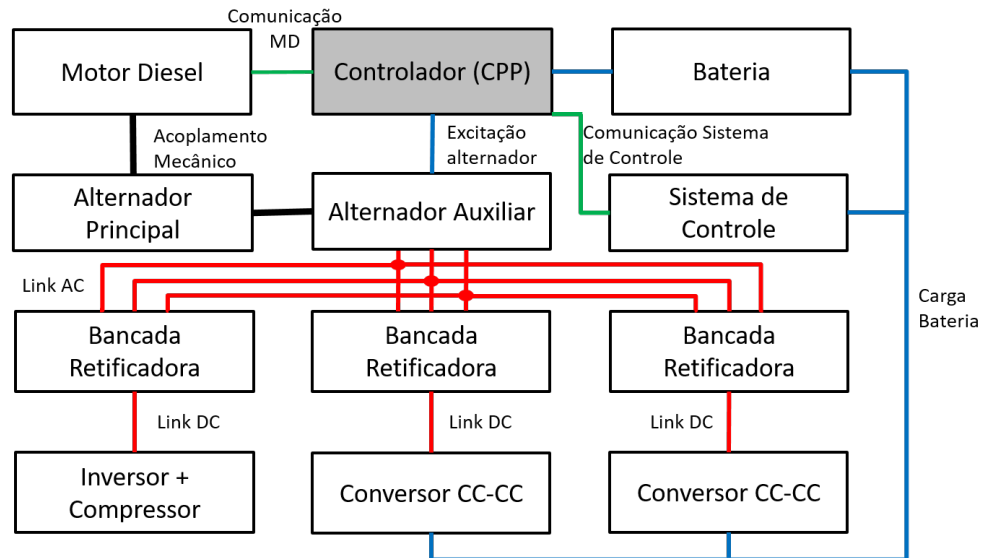 Comunicação
MD
Motor Diesel
Controlador (CPP)
Bateria
Acoplamento
Mecânico
Excitação
alternador
Comunicação Sistema
de Controle
Alternador
Principal
Alternador Auxiliar
Sistema de
Controle
Link AC
Carga
Bateria
Bancada
Retificadora
Bancada
Retificadora
Bancada
Retificadora
Link DC
Link DC
Link DC
Inversor +
Compressor
Conversor CC-CC
Conversor CC-CC